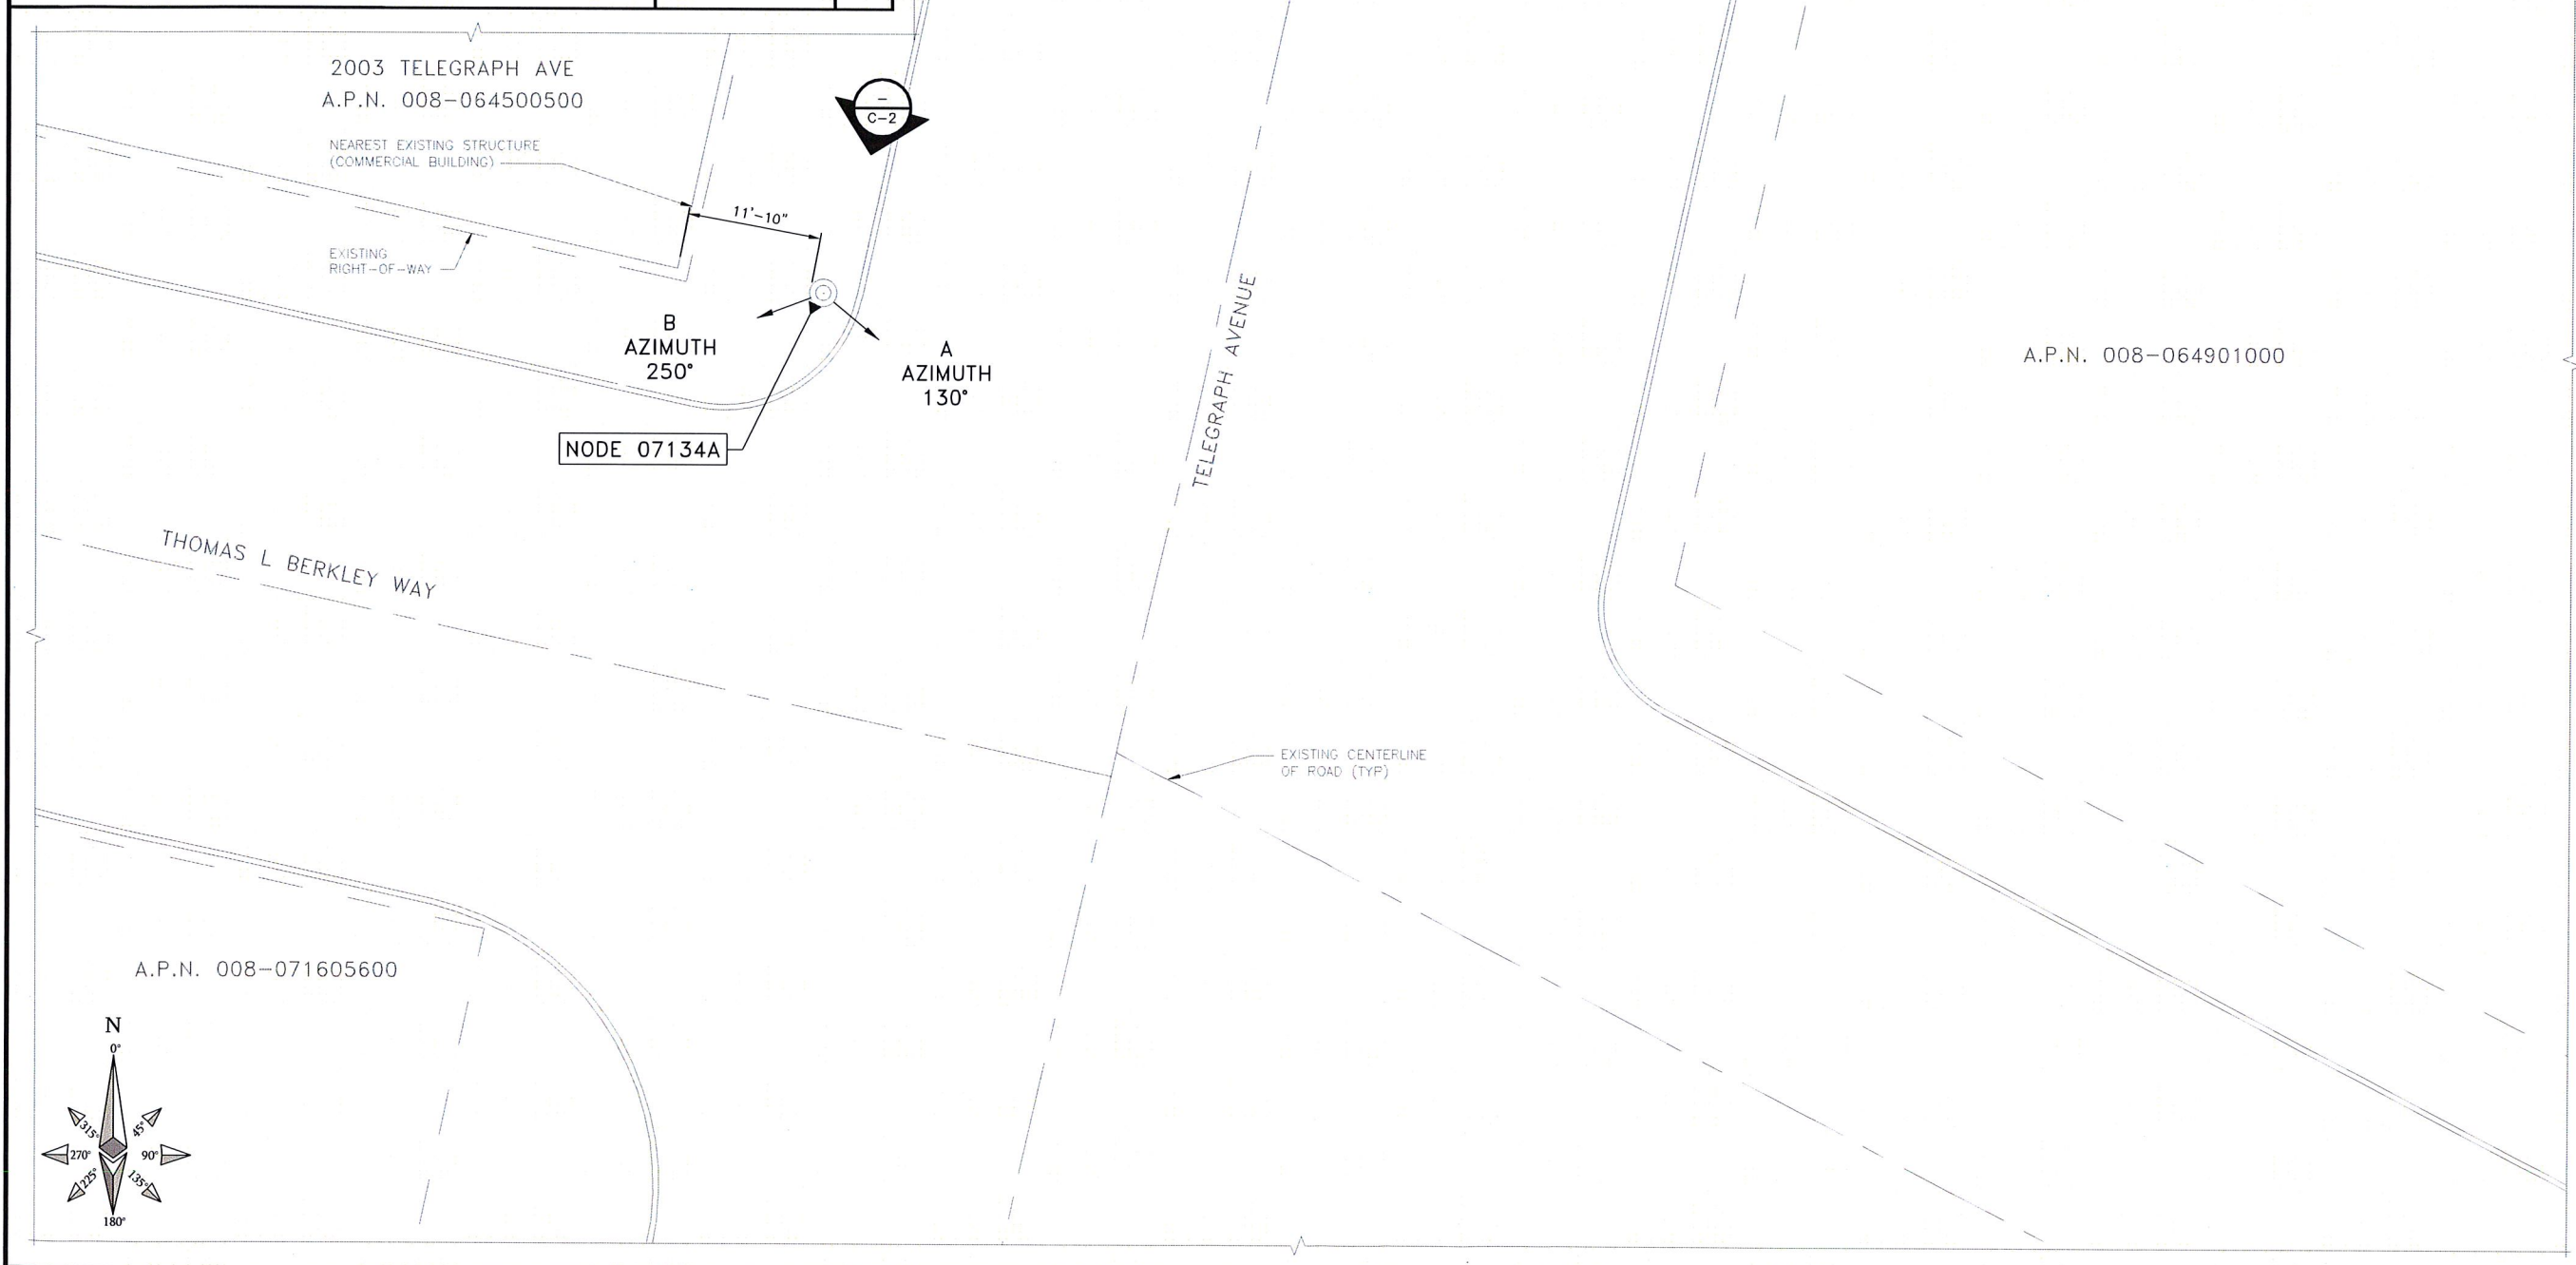 2003 TELEGRAPH AVE
A.P.N. 008-064500500
NEAREST EXISTING STRUCTURE
(COMMERCIAL BUILDING)
–
C-2
11'-10"
EXISTING
RIGHT-OF-WAY
B
AZIMUTH
250°
A
AZIMUTH
130°
NODE 07134A
TELEGRAPH AVENUE
A.P.N. 008-064901000
THOMAS L BERKLEY WAY
EXISTING CENTERLINE
OF ROAD (TYP)
A.P.N. 008-071605600
N
0°
315°
45°
270°
90°
225°
135°
180°